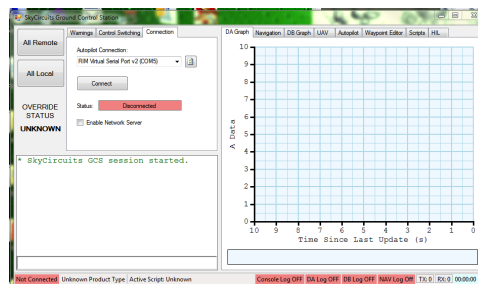 SkyCircuits Ground Control Station
All Remote
All Local
OVERRIDE
STATUS
UNKNOWN
Warnings Control Switching Connection
Autopilot Connection:
RIM Virtual Serial Port v2 (COM5)
Connect
Status: Disconnected
Enable Network Server
* SkyCircuits GCS session started.
DA Graph Navigation DB Graph UAV Autopilot Waypoint Editor Scripts HIL
A Data
10
9
8
7
6
5
4
3
2
1
0
10 9 8 7 6 5 4 3 2 1 0
Time Since Last Update (s)
Not Connected Unknown Product Type Active Script: Unknown Console Log OFF DA Log OFF DB Log OFF NAV Log Off TX: 0 RX: 0 00:00:00